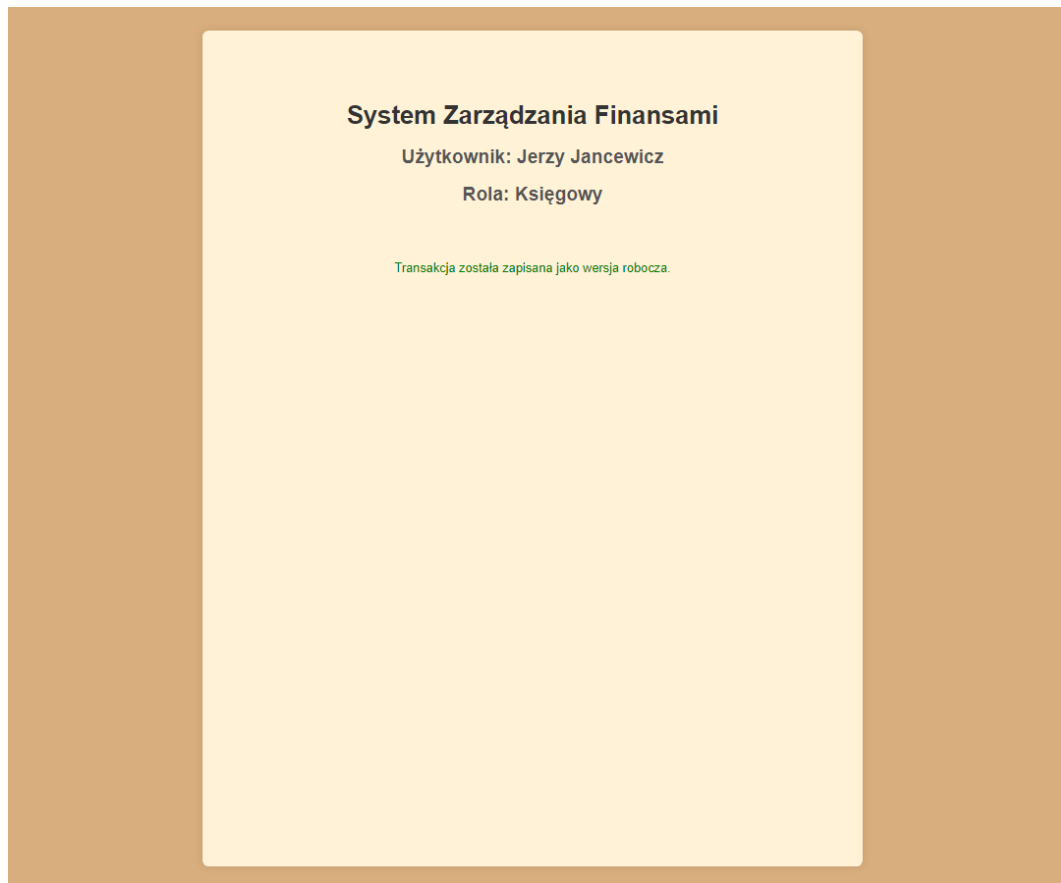 System Zarządzania Finansami
Użytkownik: Jerzy Jancewicz
Rola: Księgowy
Transakcja została zapisana jako wersja robocza.